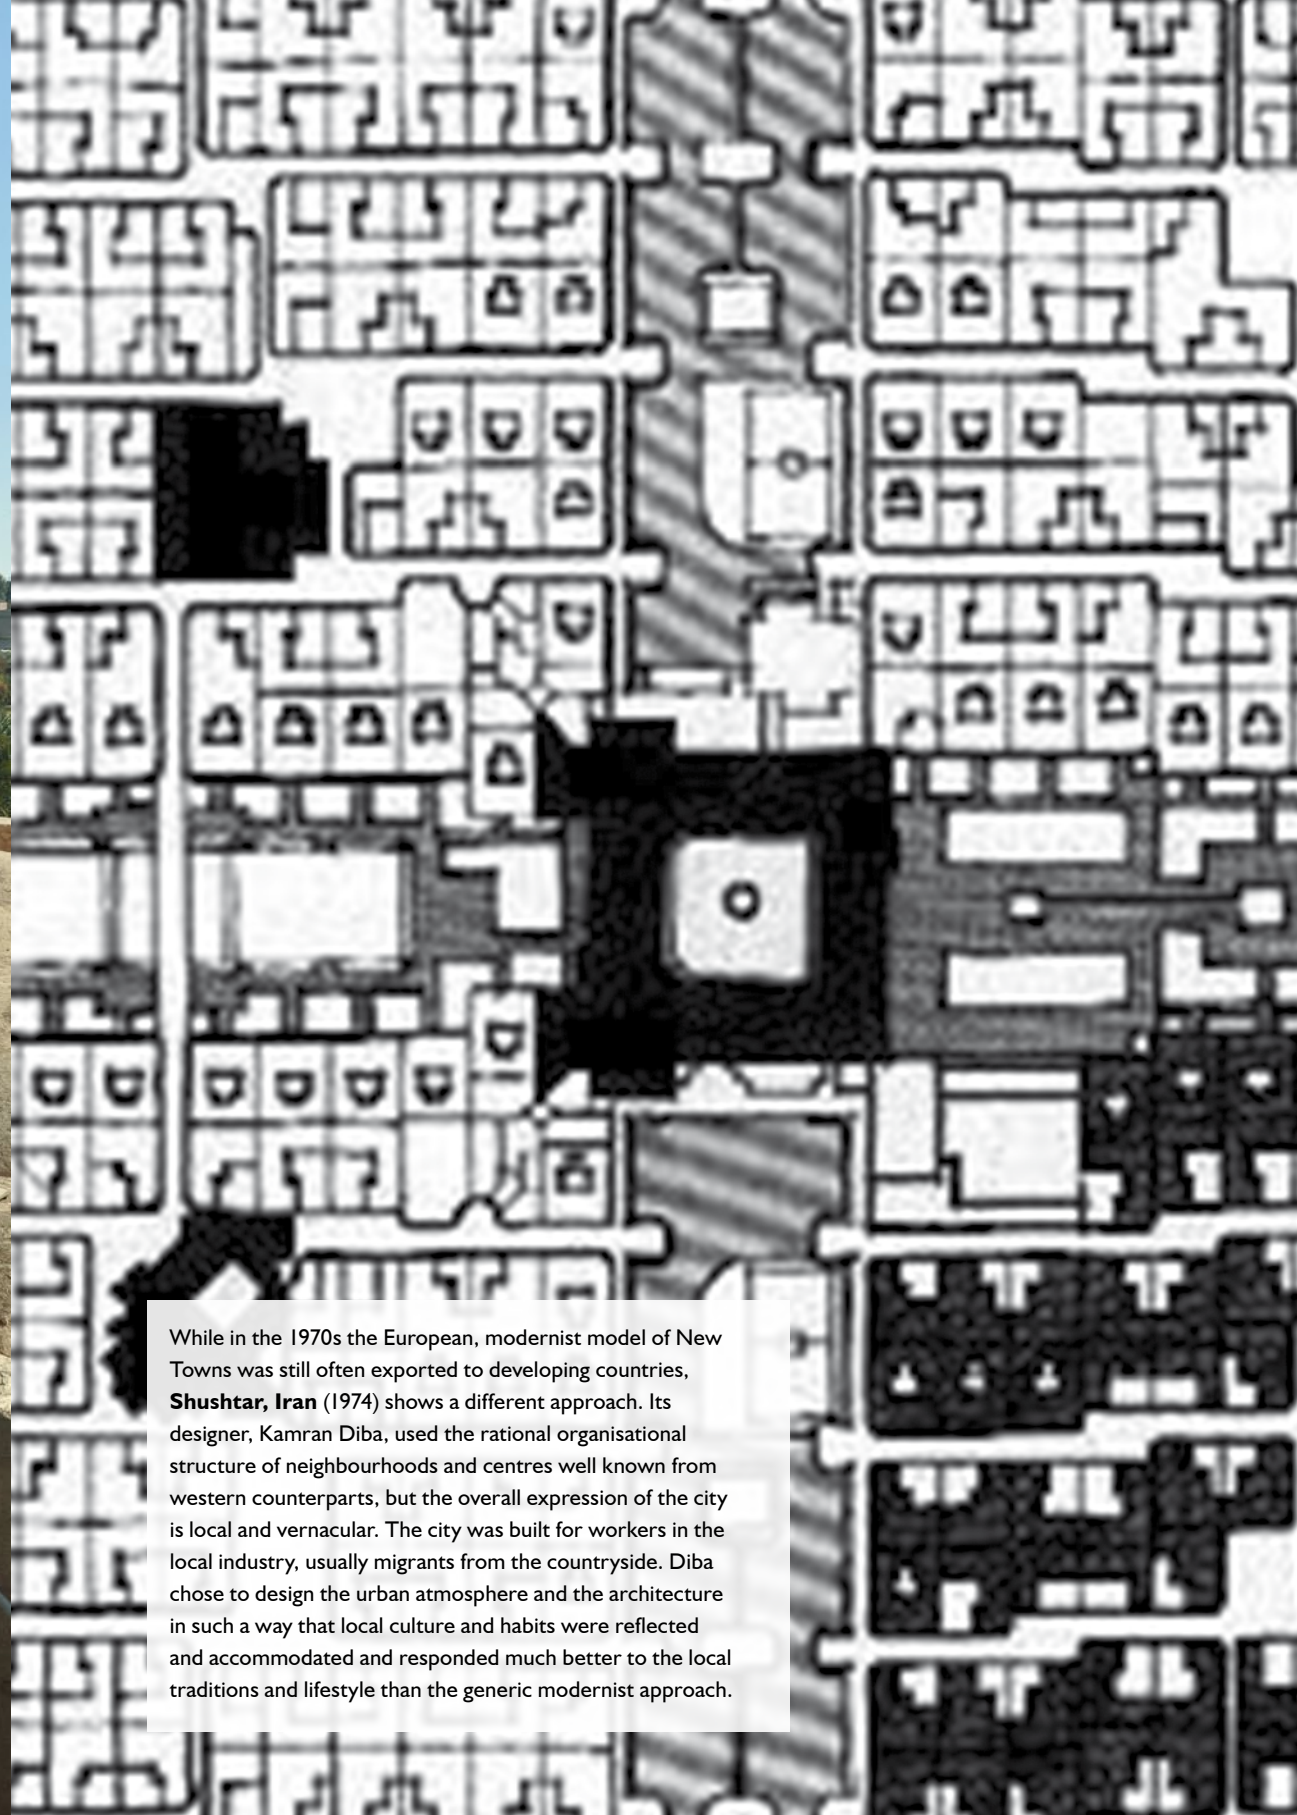 While in the 1970s the European, modernist model of New
Towns was still often exported to developing countries,
Shushtar, Iran (1974) shows a different approach. Its
designer, Kamran Diba, used the rational organisational
structure of neighbourhoods and centres well known from
western counterparts, but the overall expression of the city
is local and vernacular. The city was built for workers in the
local industry, usually migrants from the countryside. Diba
chose to design the urban atmosphere and the architecture
in such a way that local culture and habits were reflected
and accommodated and responded much better to the local
traditions and lifestyle than the generic modernist approach.